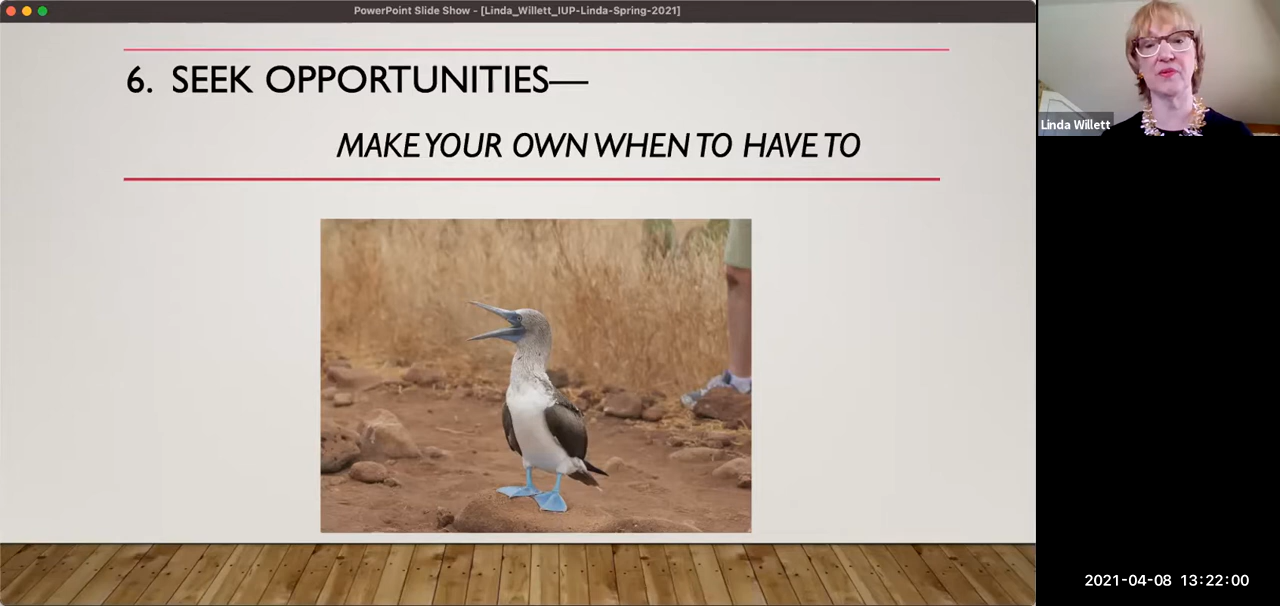 PowerPoint Slide Show - [Linda_Willett_IUP-Linda-Spring-2021]
6. SEEK OPPORTUNITIES—
MAKE YOUR OWN WHEN TO HAVE TO
Linda Willett
2021-04-08 13:22:00